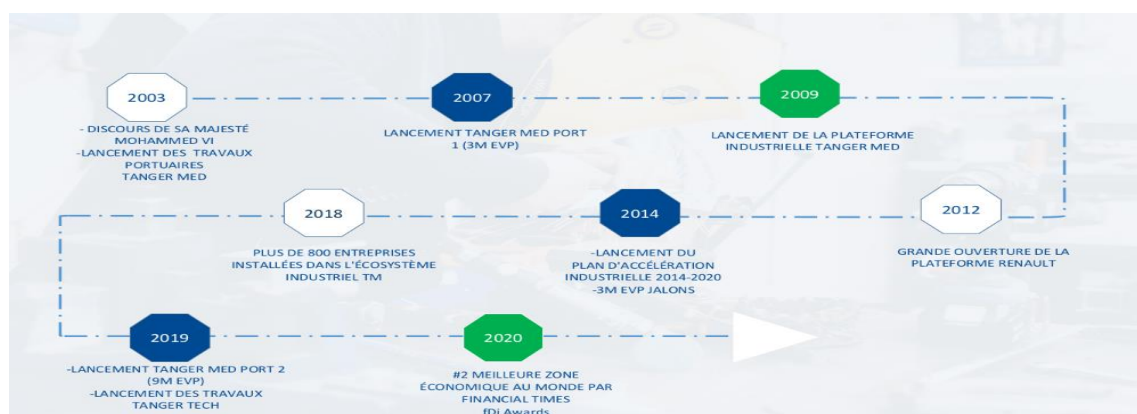 2003
- DISCOURS DE SA MAJESTÉ
MOHAMMED VI
-LANCEMENT DES TRAVAUX
PORTUAIRES
TANGER MED
2007
LANCEMENT TANGER MED PORT
1 (3M EVP)
2009
LANCEMENT DE LA PLATEFORME
INDUSTRIELLE TANGER MED
2012
GRANDE OUVERTURE DE LA
PLATEFORME RENAULT
2014
-LANCEMENT DU
PLAN D'ACCÉLÉRATION
INDUSTRIELLE 2014-2020
-3M EVP JALONS
2018
PLUS DE 800 ENTREPRISES
INSTALLÉES DANS L'ÉCOSYSTÈME
INDUSTRIEL TM
2019
-LANCEMENT TANGER MED PORT 2
(9M EVP)
-LANCEMENT DES TRAVAUX
TANGER TECH
2020
#2 MEILLEURE ZONE
ÉCONOMIQUE AU MONDE PAR
FINANCIAL TIMES
fDi Awards